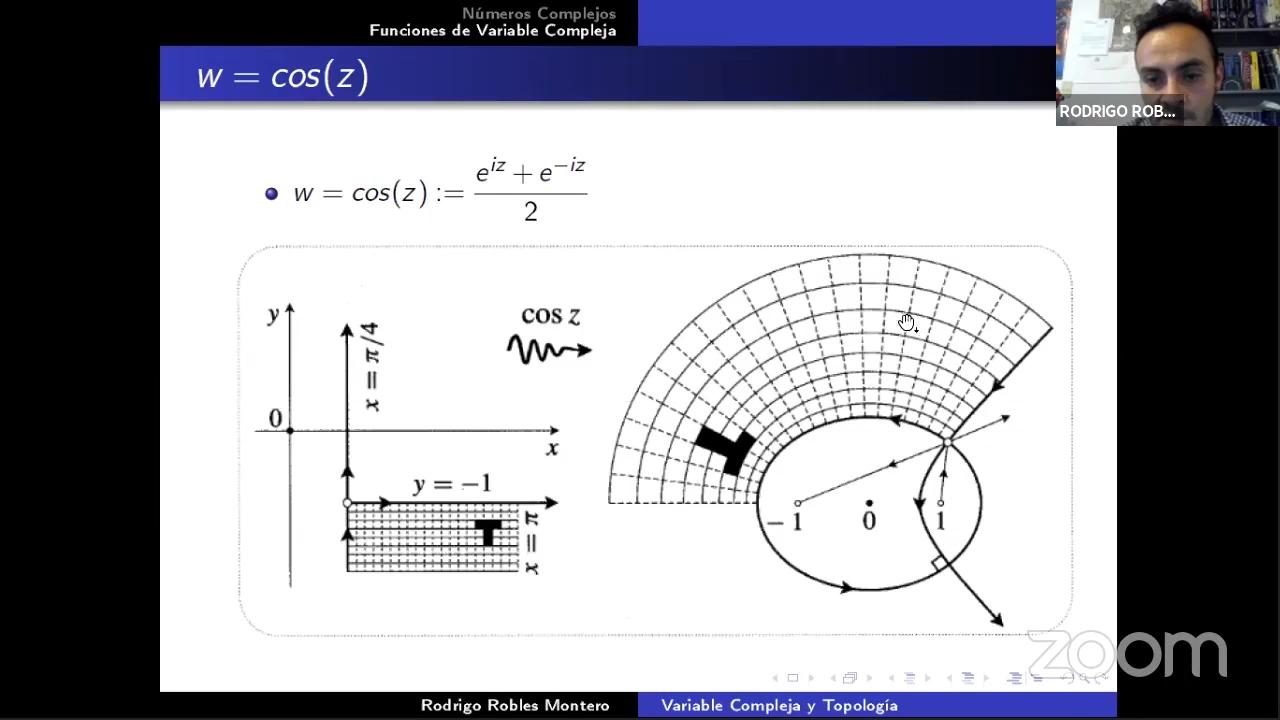 Números Complejos
Funciones de Variable Compleja
w = cos(z)
RODRIGO ROB...
w = cos(z) := \frac{e^{iz} + e^{-iz}}{2}
y
x = π/4
cos z
0
x
y = −1
x = π
−1
0
1
zoom
Rodrigo Robles Montero
Variable Compleja y Topología